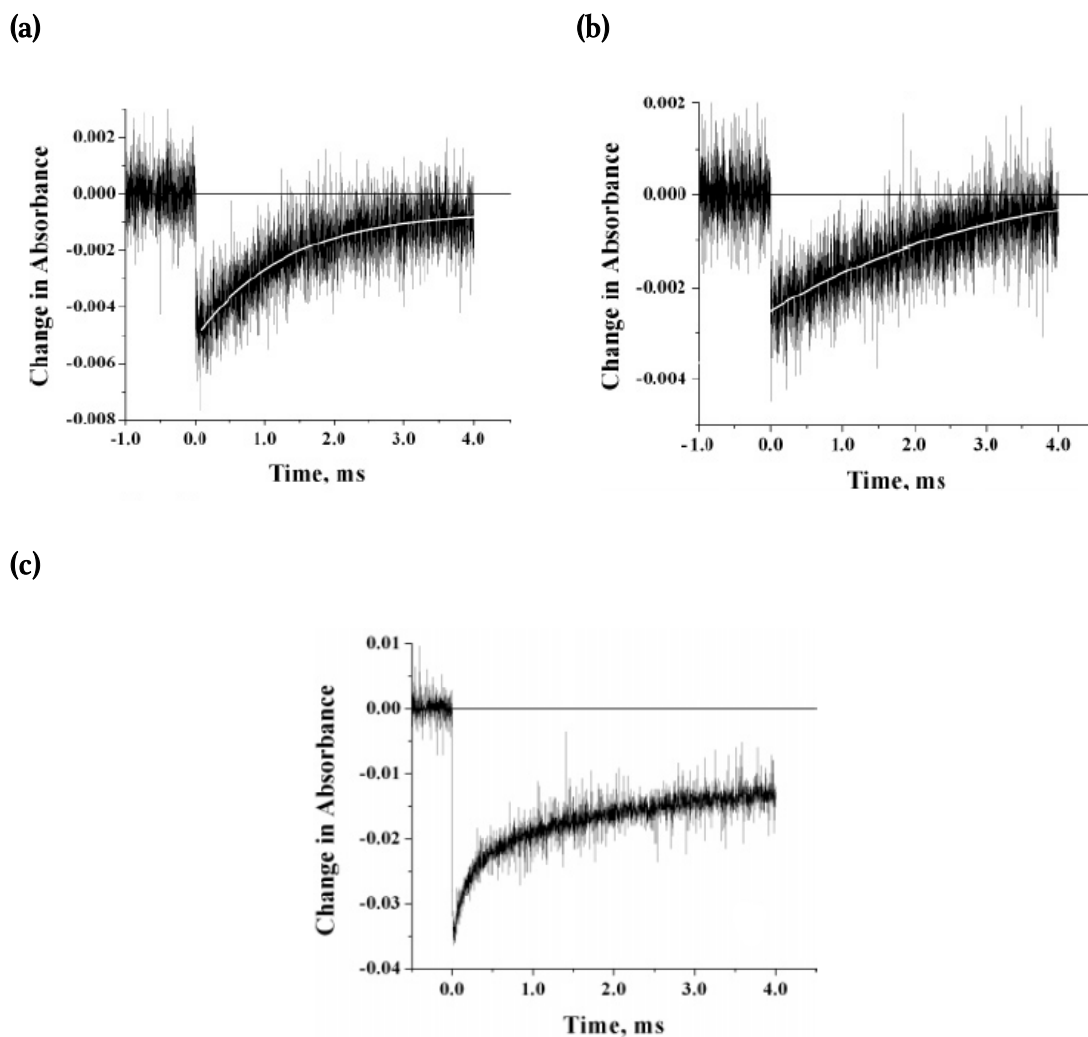 (a)
(b)
Change in Absorbance
0.002
0.000
-0.002
-0.004
-0.006
-0.008
-1.0 0.0 1.0 2.0 3.0 4.0
Time, ms
Change in Absorbance
0.002
0.000
-0.002
-0.004
-1.0 0.0 1.0 2.0 3.0 4.0
Time, ms
(c)
Change in Absorbance
0.01
0.00
-0.01
-0.02
-0.03
-0.04
0.0 1.0 2.0 3.0 4.0
Time, ms